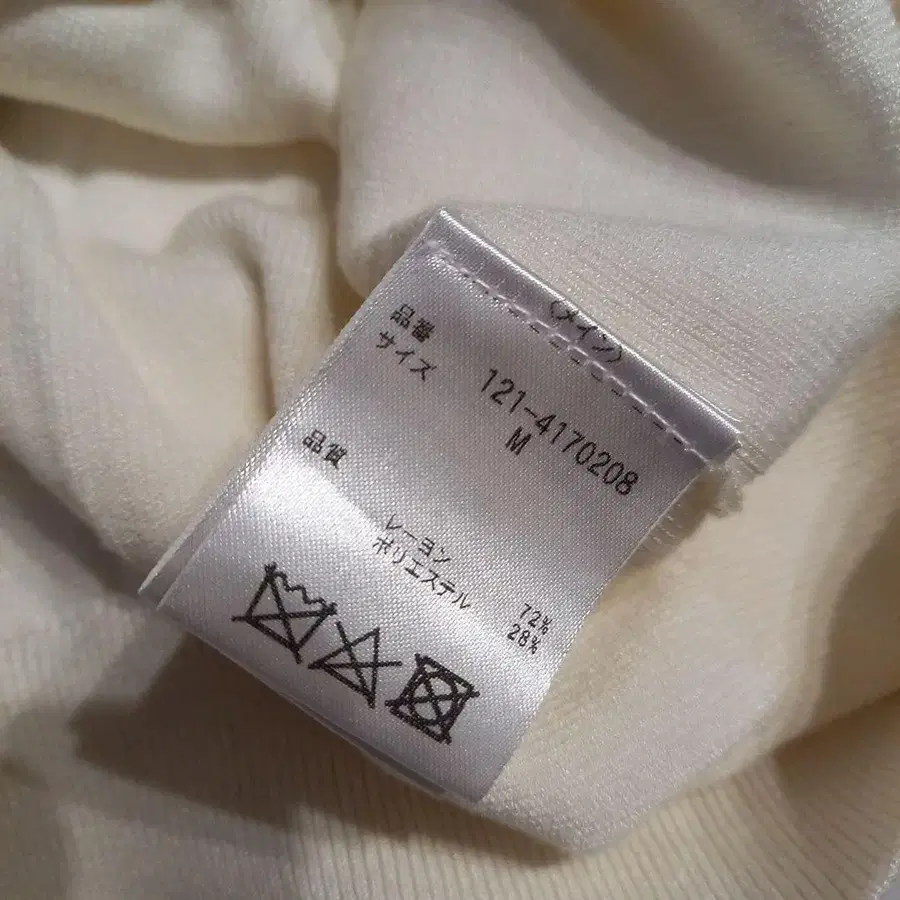 〈メイン〉
品番 121-4170208
サイズ M
品質
レーヨン 72%
ポリエステル 28%